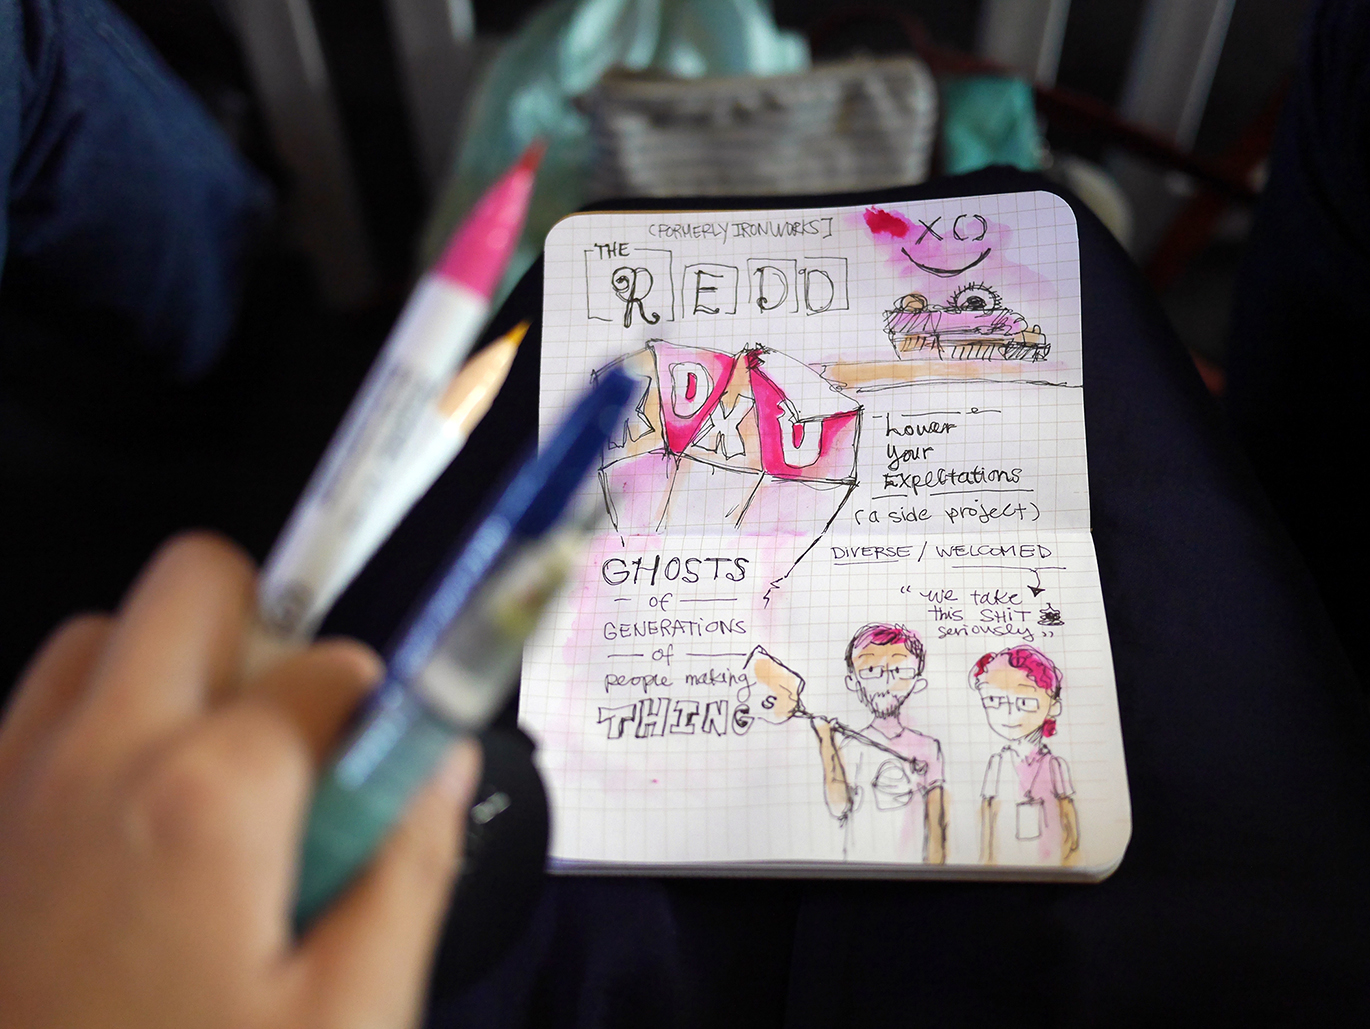 (FORMERLY IRONWORKS]
THE
REDD
XO
XDXU
Lower
your
Expectations
(a side project)
DIVERSE / WELCOMED
"we take
this SHiT
seriously"
GHOSTS
of
GENERATIONS
of
people making
THINGS